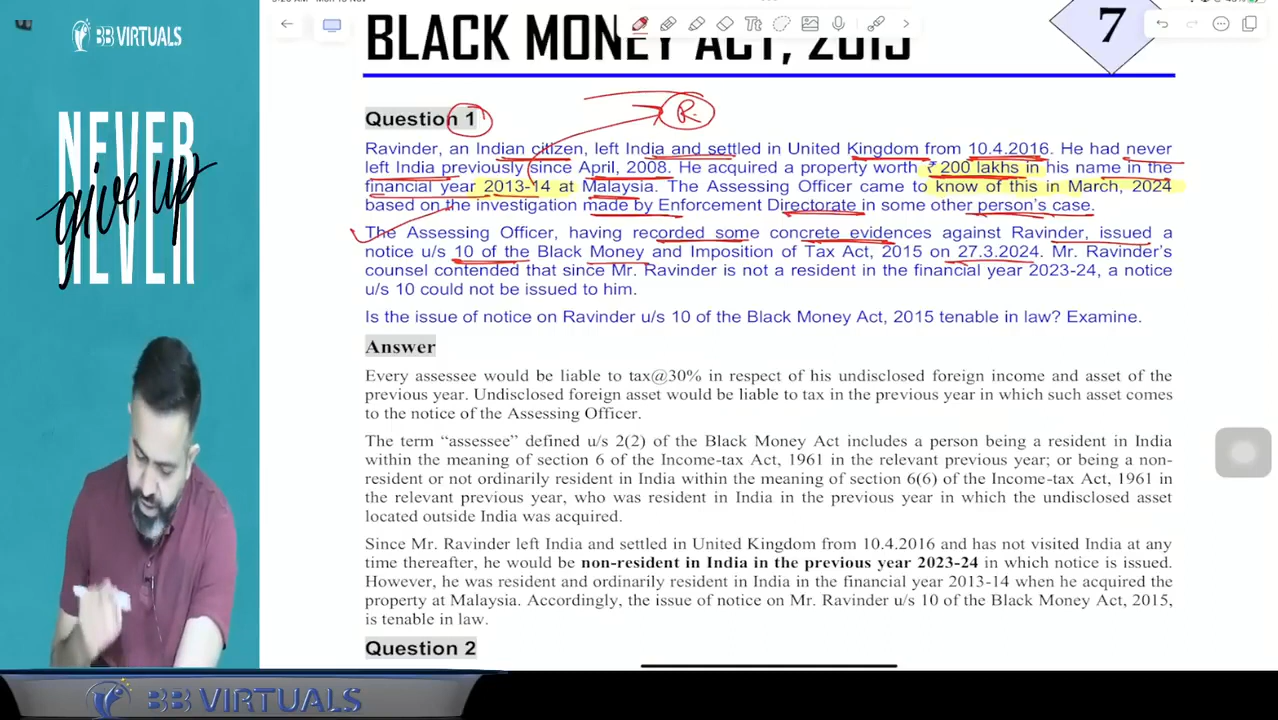 BB VIRTUALS
NEVER
give up
NEVER
BLACK MONEY ACT, 2015
7
Question 1
R.
Ravinder, an Indian citizen, left India and settled in United Kingdom from 10.4.2016. He had never
left India previously since April, 2008. He acquired a property worth ₹ 200 lakhs in his name in the
financial year 2013-14 at Malaysia. The Assessing Officer came to know of this in March, 2024
based on the investigation made by Enforcement Directorate in some other person's case.
The Assessing Officer, having recorded some concrete evidences against Ravinder, issued a
notice u/s 10 of the Black Money and Imposition of Tax Act, 2015 on 27.3.2024. Mr. Ravinder's
counsel contended that since Mr. Ravinder is not a resident in the financial year 2023-24, a notice
u/s 10 could not be issued to him.
Is the issue of notice on Ravinder u/s 10 of the Black Money Act, 2015 tenable in law? Examine.
Answer
Every assessee would be liable to tax@30% in respect of his undisclosed foreign income and asset of the
previous year. Undisclosed foreign asset would be liable to tax in the previous year in which such asset comes
to the notice of the Assessing Officer.
The term “assessee” defined u/s 2(2) of the Black Money Act includes a person being a resident in India
within the meaning of section 6 of the Income-tax Act, 1961 in the relevant previous year; or being a non-
resident or not ordinarily resident in India within the meaning of section 6(6) of the Income-tax Act, 1961 in
the relevant previous year, who was resident in India in the previous year in which the undisclosed asset
located outside India was acquired.
Since Mr. Ravinder left India and settled in United Kingdom from 10.4.2016 and has not visited India at any
time thereafter, he would be non-resident in India in the previous year 2023-24 in which notice is issued.
However, he was resident and ordinarily resident in India in the financial year 2013-14 when he acquired the
property at Malaysia. Accordingly, the issue of notice on Mr. Ravinder u/s 10 of the Black Money Act, 2015,
is tenable in law.
Question 2
BB VIRTUALS